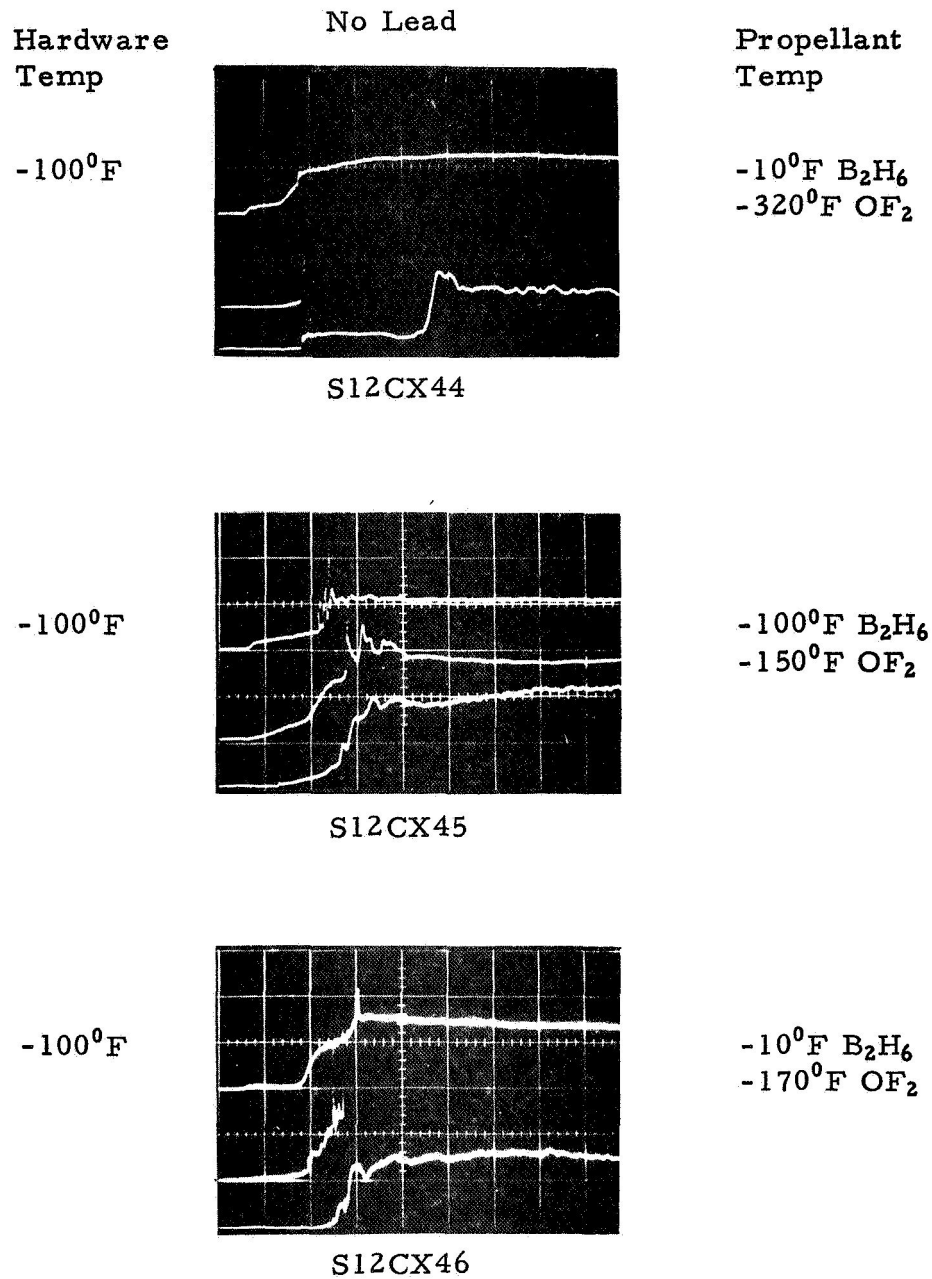 No Lead
Hardware
Temp
Propellant
Temp
-100⁰F
-10⁰F B₂H₆
-320⁰F OF₂
S12CX44
-100⁰F
-100⁰F B₂H₆
-150⁰F OF₂
S12CX45
-100⁰F
-10⁰F B₂H₆
-170⁰F OF₂
S12CX46